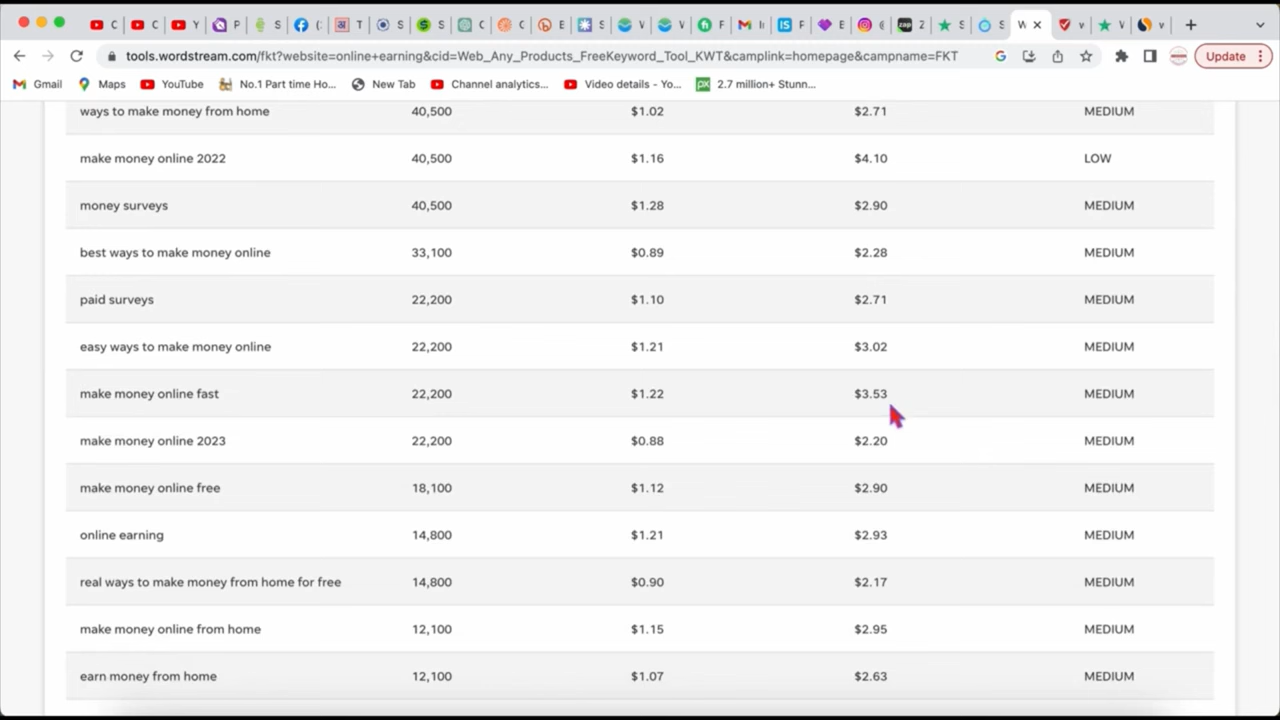 C C Y P S ( T S S C C E S V V F Ir IS F E 2 S S W v W v
tools.wordstream.com/fkt?website=online+earning&cid=Web_Any_Products_FreeKeyword_Tool_KWT&camplink=homepage&campname=FKT Update
Gmail Maps YouTube No.1 Part time Ho... New Tab Channel analytics... Video details - Yo... 2.7 million+ Stunn...
ways to make money from home 40,500 $1.02 $2.71 MEDIUM
make money online 2022 40,500 $1.16 $4.10 LOW
money surveys 40,500 $1.28 $2.90 MEDIUM
best ways to make money online 33,100 $0.89 $2.28 MEDIUM
paid surveys 22,200 $1.10 $2.71 MEDIUM
easy ways to make money online 22,200 $1.21 $3.02 MEDIUM
make money online fast 22,200 $1.22 $3.53 MEDIUM
make money online 2023 22,200 $0.88 $2.20 MEDIUM
make money online free 18,100 $1.12 $2.90 MEDIUM
online earning 14,800 $1.21 $2.93 MEDIUM
real ways to make money from home for free 14,800 $0.90 $2.17 MEDIUM
make money online from home 12,100 $1.15 $2.95 MEDIUM
earn money from home 12,100 $1.07 $2.63 MEDIUM